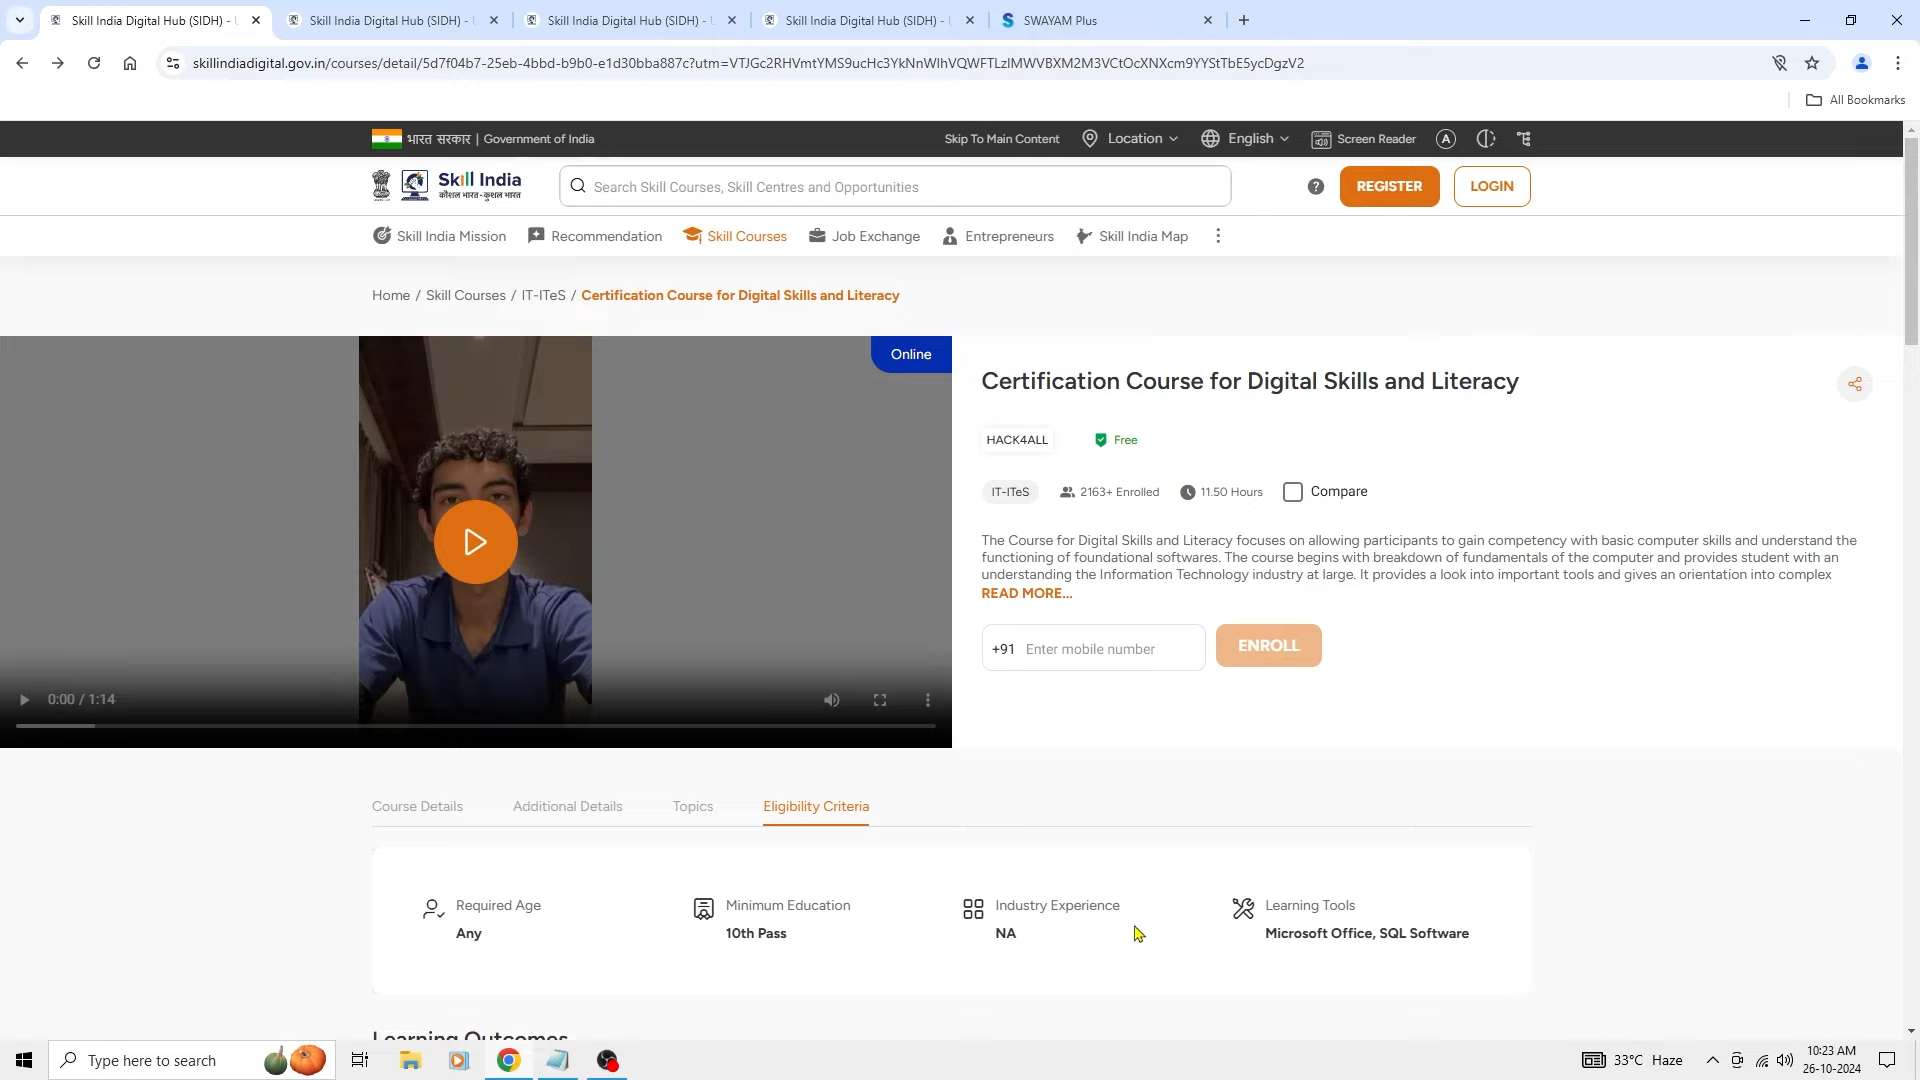 Skill India Digital Hub (SIDH) -
Skill India Digital Hub (SIDH) -
Skill India Digital Hub (SIDH) -
Skill India Digital Hub (SIDH) -
SWAYAM Plus
skillindiadigital.gov.in/courses/detail/5d7f04b7-25eb-4bbd-b9b0-e1d30bba887c?utm=VTJGc2RHVmtYMS9ucHc3YkNnWlhVQWFTLzlMWVBXM2M3VCtOcXNXcm9YYStTbE5ycDgzV2
All Bookmarks
भारत सरकार | Government of India
Skip To Main Content
Location
English
Screen Reader
A
Skill India
कौशल भारत-कुशल भारत
Search Skill Courses, Skill Centres and Opportunities
?
REGISTER
LOGIN
Skill India Mission
Recommendation
Skill Courses
Job Exchange
Entrepreneurs
Skill India Map
Home / Skill Courses / IT-ITeS / Certification Course for Digital Skills and Literacy
Online
0:00 / 1:14
Certification Course for Digital Skills and Literacy
HACK4ALL
Free
IT-ITeS
2163+ Enrolled
11.50 Hours
Compare
The Course for Digital Skills and Literacy focuses on allowing participants to gain competency with basic computer skills and understand the
functioning of foundational softwares. The course begins with breakdown of fundamentals of the computer and provides student with an
understanding the Information Technology industry at large. It provides a look into important tools and gives an orientation into complex
READ MORE...
+91 Enter mobile number
ENROLL
Course Details
Additional Details
Topics
Eligibility Criteria
Required Age
Any
Minimum Education
10th Pass
Industry Experience
NA
Learning Tools
Microsoft Office, SQL Software
Learning Outcomes
Type here to search
33°C Haze
10:23 AM
26-10-2024